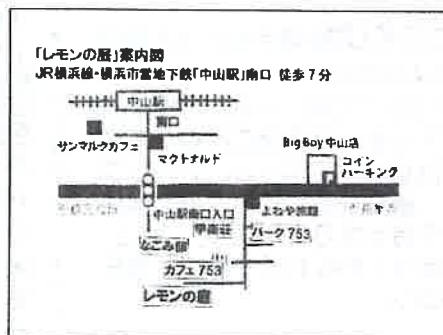 「レモンの庭」案内図
JR横浜線・横浜市営地下鉄「中山駅」南口 徒歩7分
中山駅
南口
サンマルクカフェ
マクドナルド
Big Boy 中山店
コイン
パーキング
中山駅南口入口
よねや旅館
なごみ邸
パーク753
カフェ753
レモンの庭